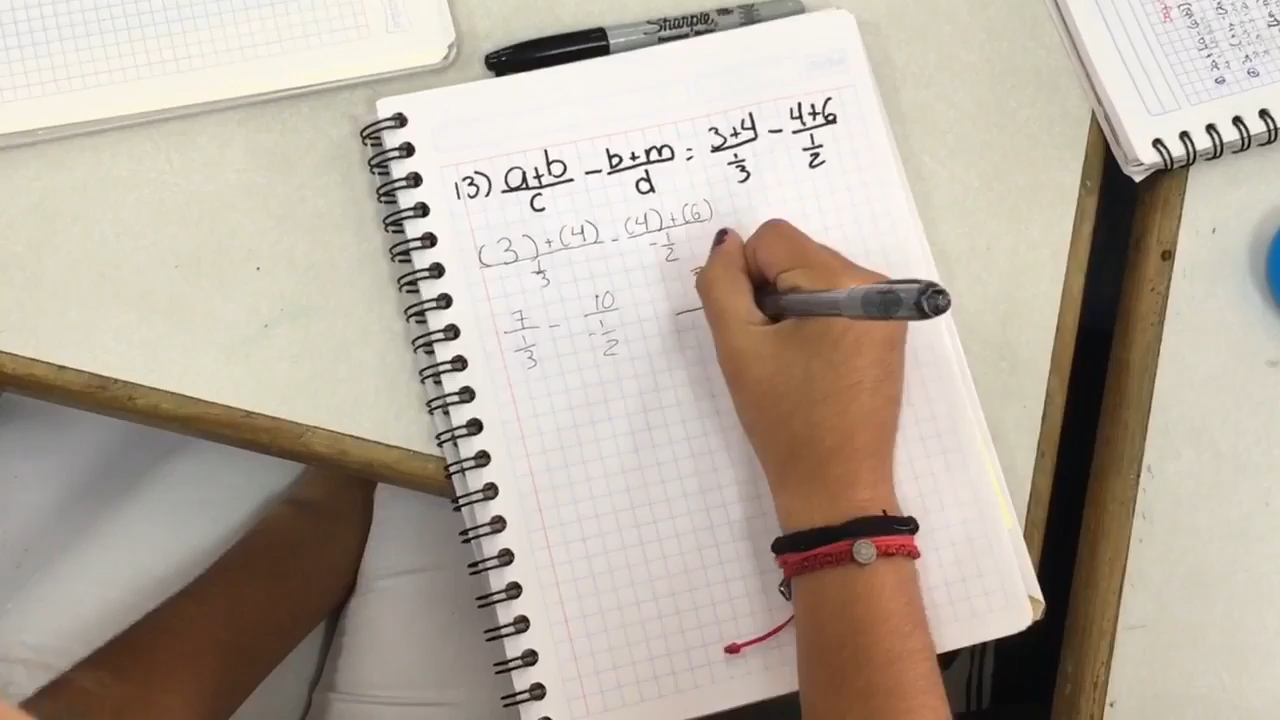 Sharpie
13) a+b/c - b+m/d = 3+4/(1/3) - 4+6/(1/2)
(3)+(4)/(1/3) - (4)+(6)/(-1/2)
7/(1/3) - 10/(-1/2)